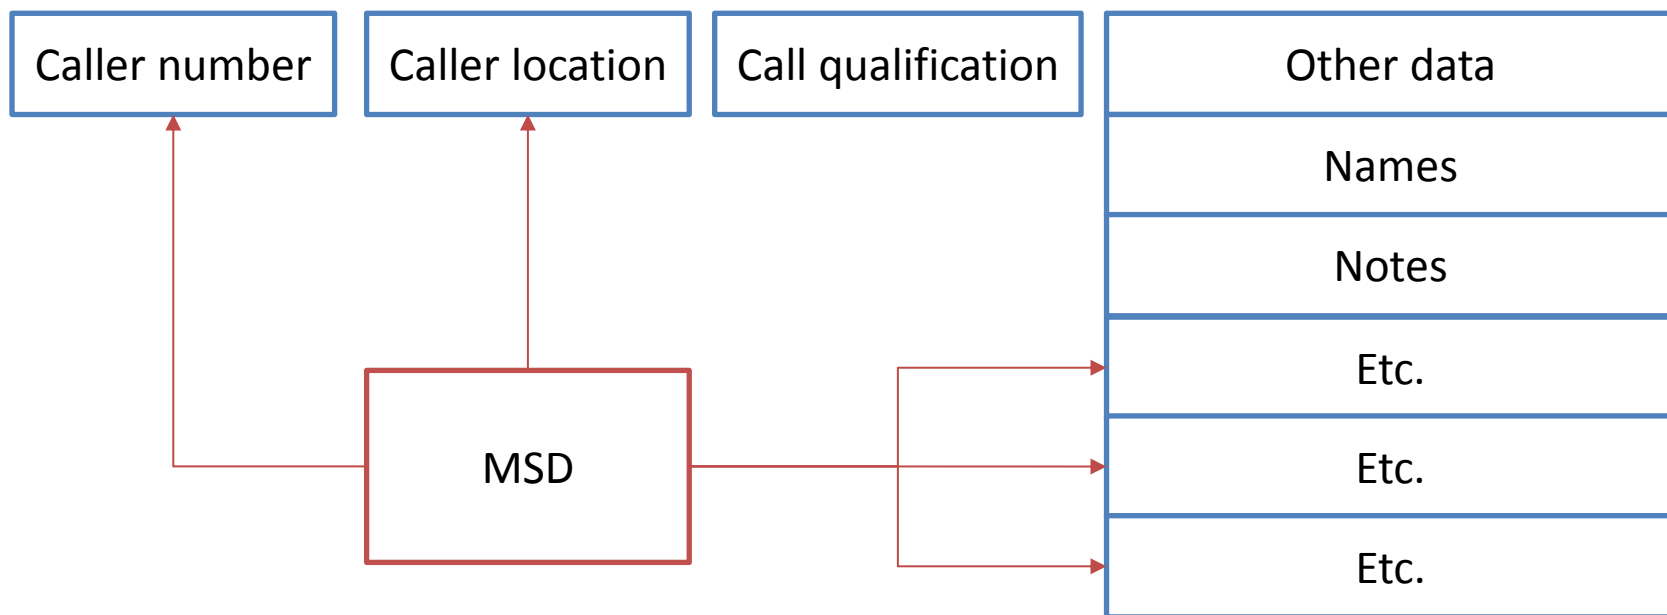 Caller number
Caller location
Call qualification
Other data
Names
Notes
Etc.
MSD
Etc.
Etc.